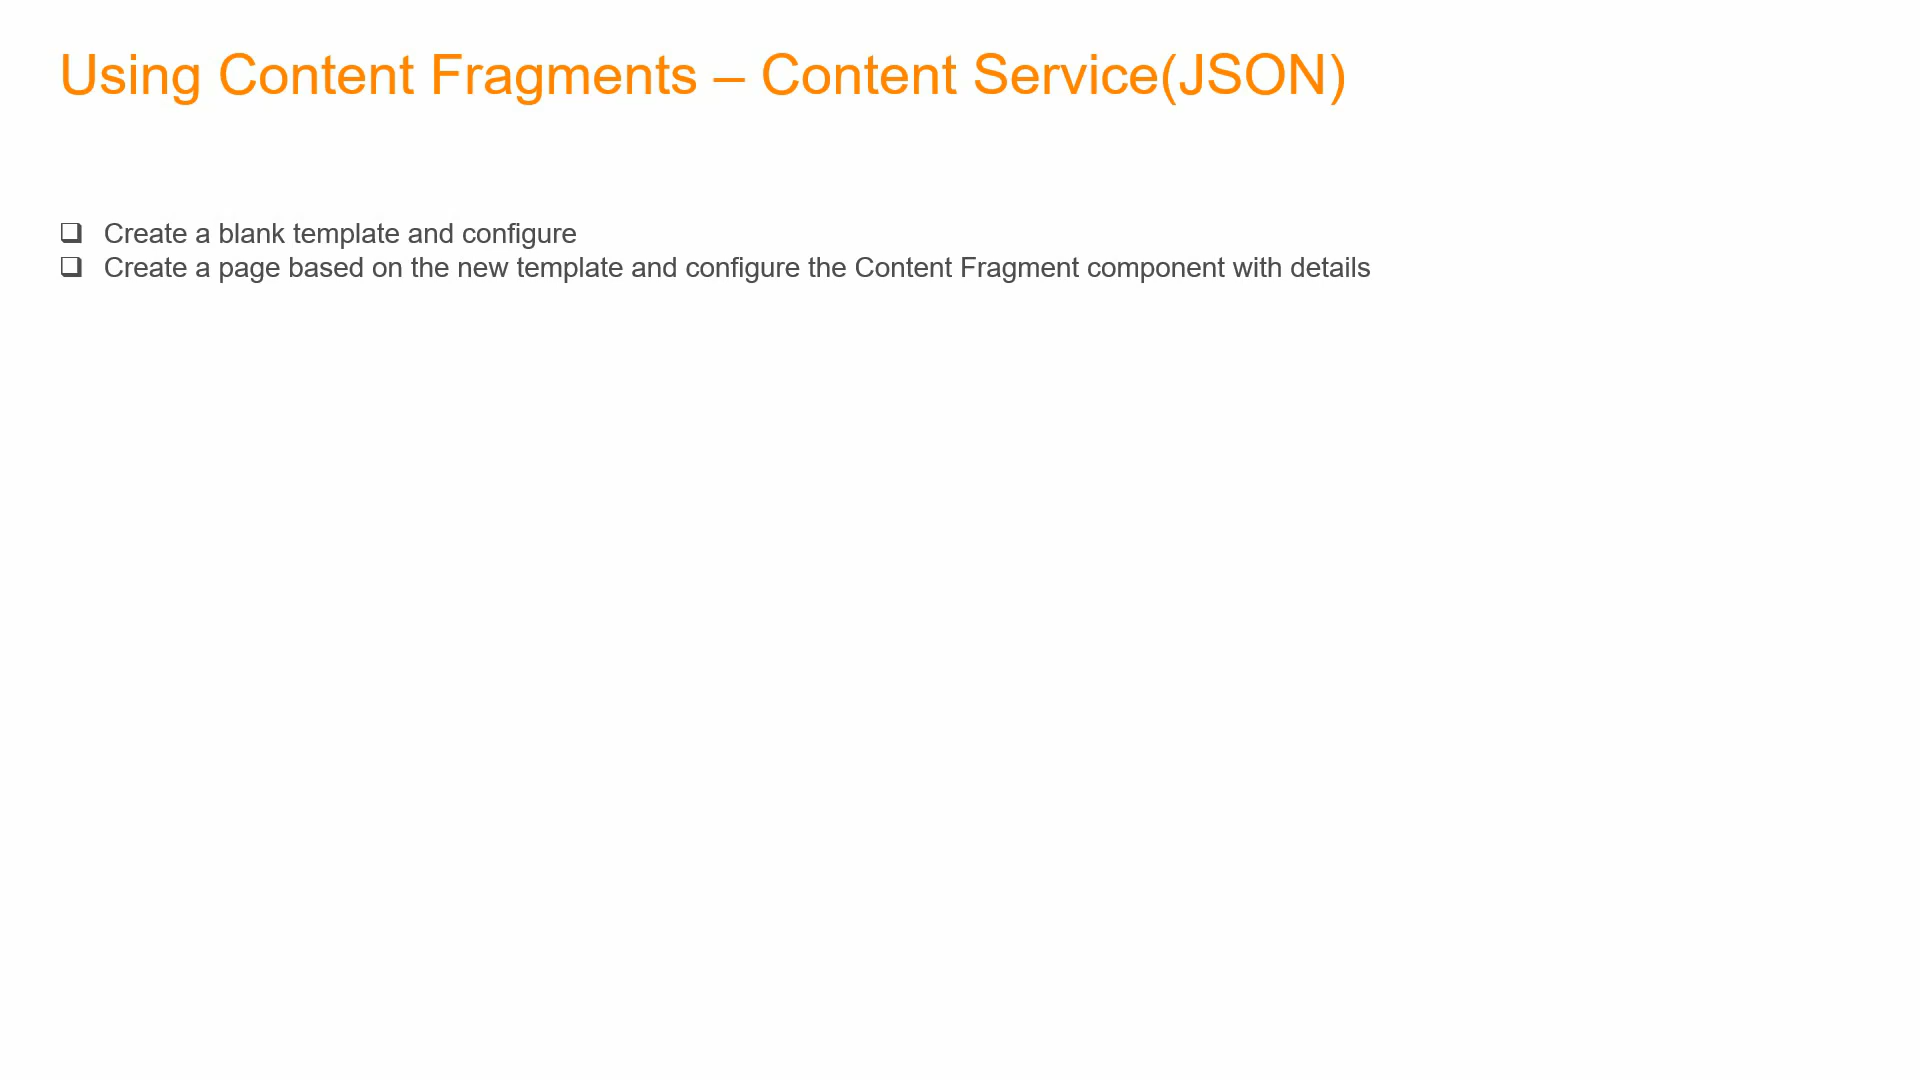 Using Content Fragments – Content Service(JSON)
❑ Create a blank template and configure
❑ Create a page based on the new template and configure the Content Fragment component with details